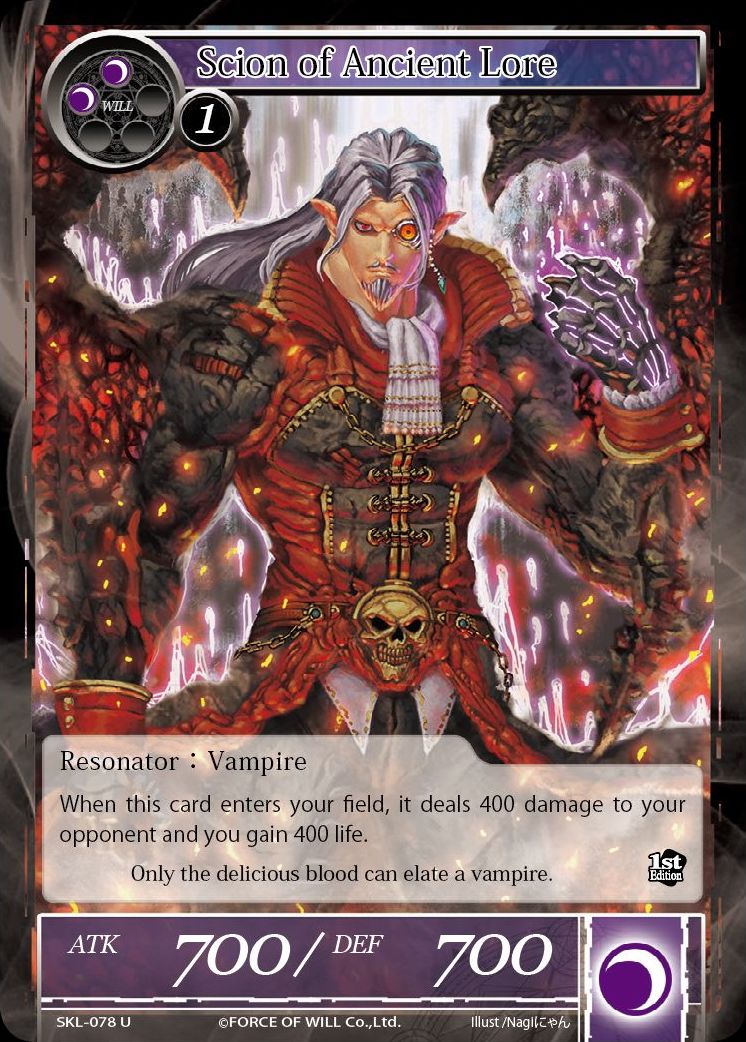 Scion of Ancient Lore
WILL
1
Resonator : Vampire
When this card enters your field, it deals 400 damage to your
opponent and you gain 400 life.
Only the delicious blood can elate a vampire.
1st
Edition
ATK 700 / DEF 700
SKL-078 U ©FORCE OF WILL Co.,Ltd. Illust /Nagiにゃん